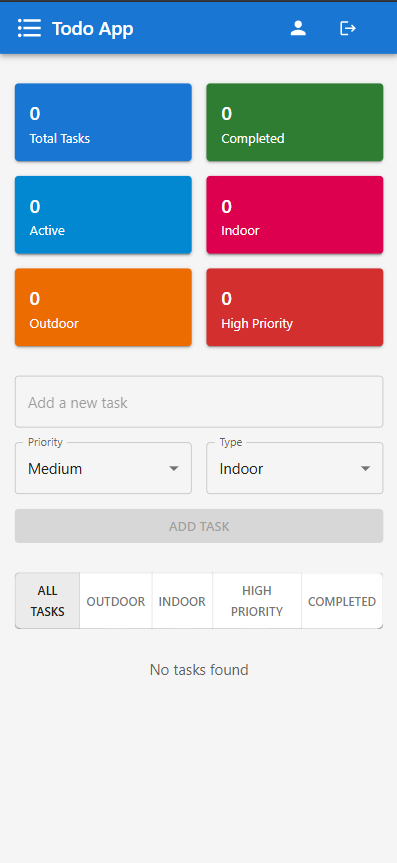 Todo App
0
Total Tasks
0
Completed
0
Active
0
Indoor
0
Outdoor
0
High Priority
Add a new task
Priority
Medium
Type
Indoor
ADD TASK
ALL
TASKS
OUTDOOR
INDOOR
HIGH
PRIORITY
COMPLETED
No tasks found